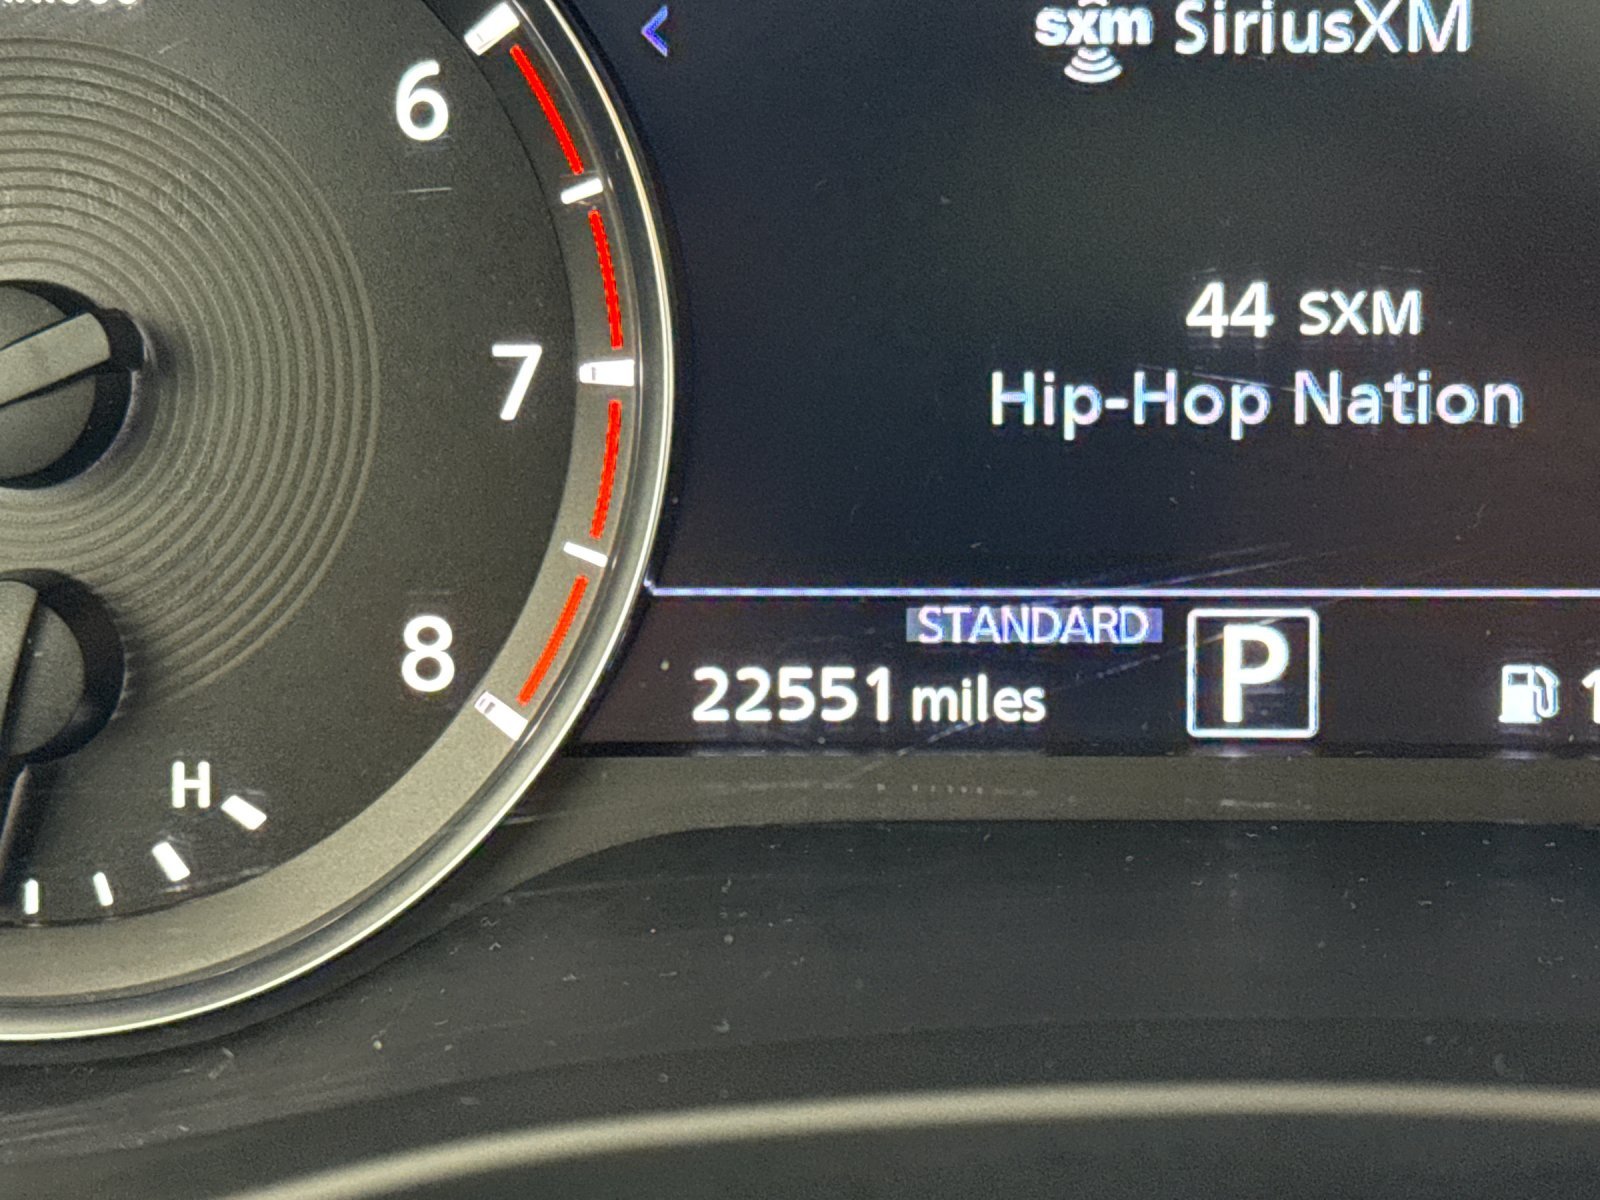 6
7
8
H
sxm SiriusXM
44 SXM
Hip-Hop Nation
STANDARD
22551 miles
P